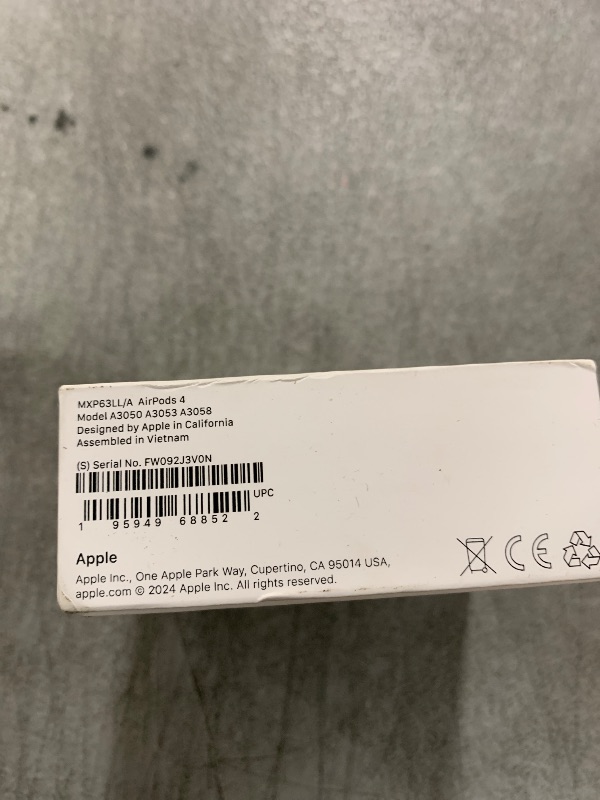 MXP63LL/A AirPods 4
Model A3050 A3053 A3058
Designed by Apple in California
Assembled in Vietnam
(S) Serial No. FW092J3V0N
UPC
1 95949 68852 2
Apple
Apple Inc., One Apple Park Way, Cupertino, CA 95014 USA,
apple.com © 2024 Apple Inc. All rights reserved.
CE